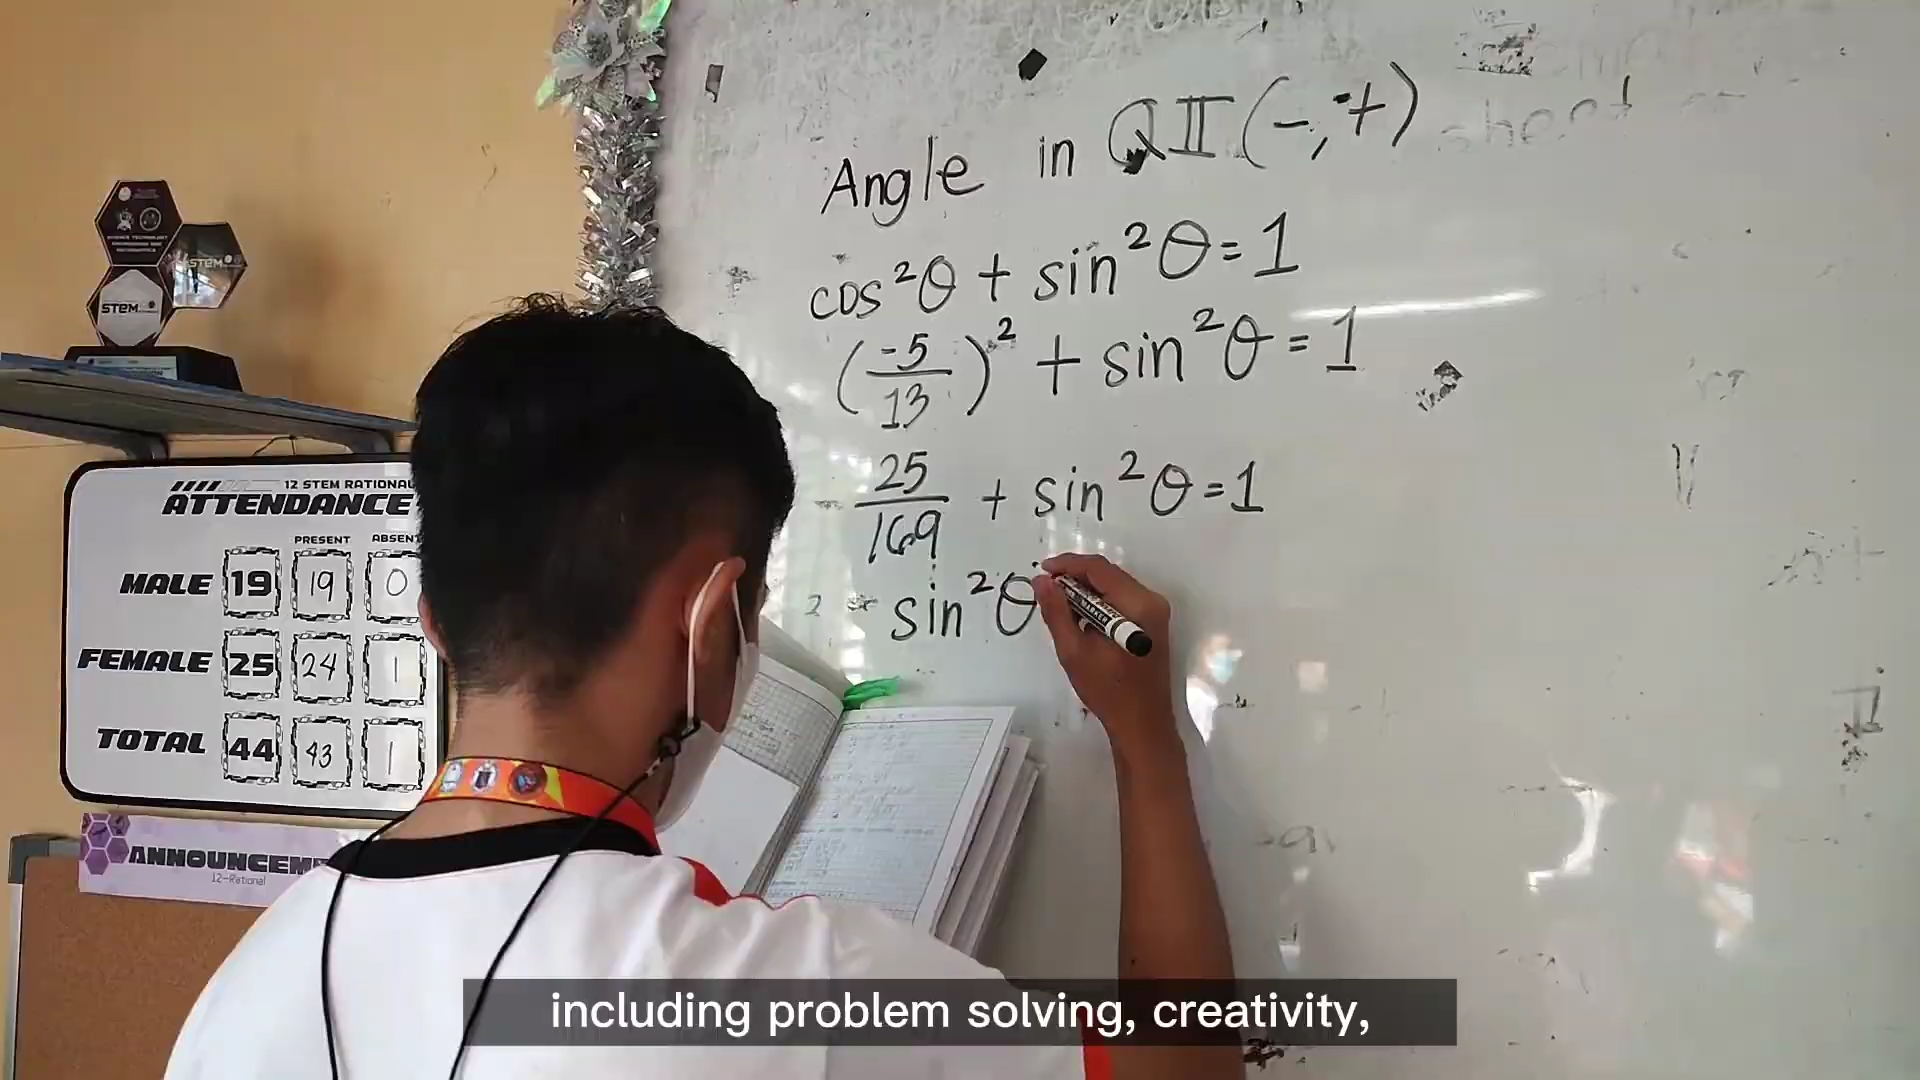 Angle in QII (-,+)
cos²θ + sin²θ = 1
(-5/13)² + sin²θ = 1
25/169 + sin²θ = 1
sin²θ
STEM
STEM
12 STEM RATIONAL
ATTENDANCE
PRESENT ABSENT
MALE 19 19 0
FEMALE 25 24 1
TOTAL 44 43 1
ANNOUNCEM
12-Rational
including problem solving, creativity,